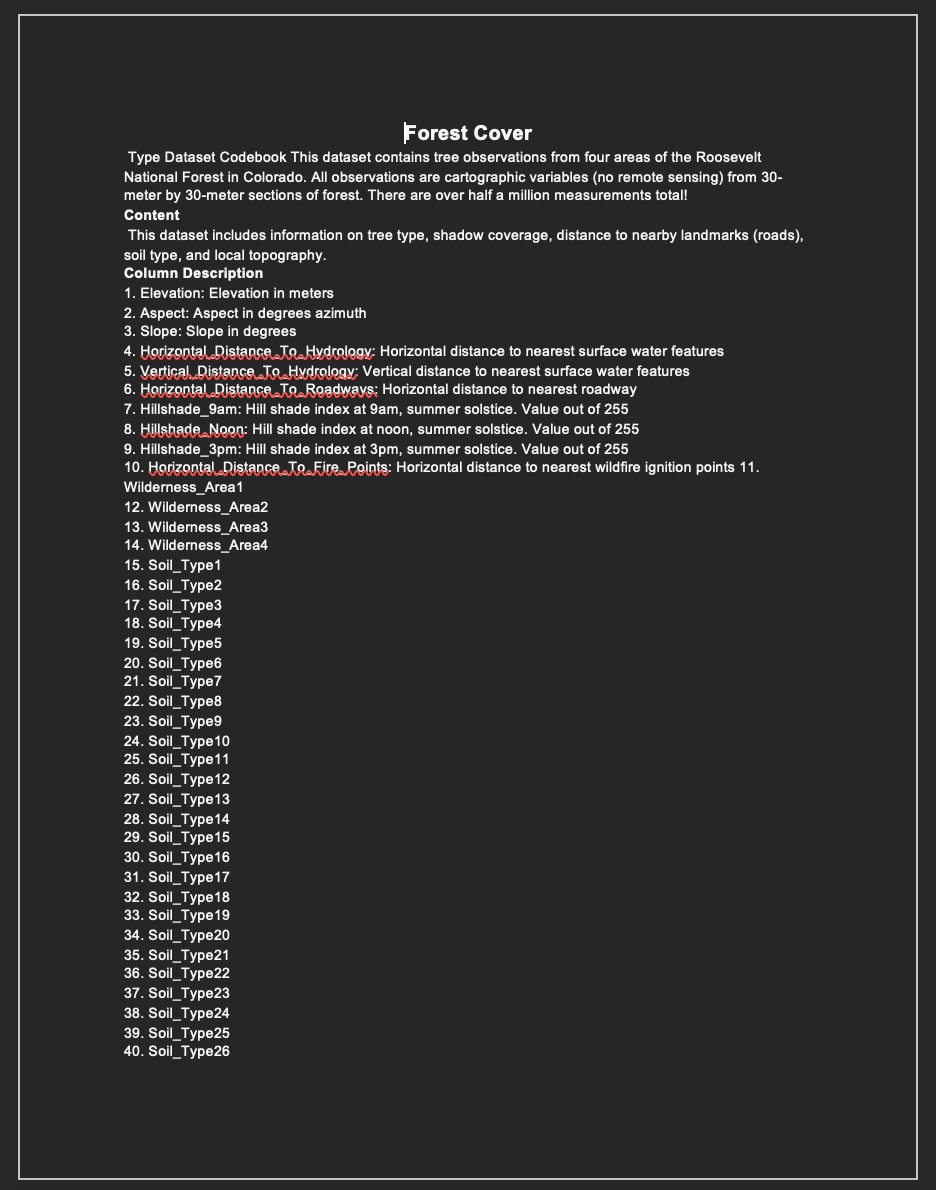 Forest Cover
Type Dataset Codebook This dataset contains tree observations from four areas of the Roosevelt
National Forest in Colorado. All observations are cartographic variables (no remote sensing) from 30-
meter by 30-meter sections of forest. There are over half a million measurements total!
Content
This dataset includes information on tree type, shadow coverage, distance to nearby landmarks (roads),
soil type, and local topography.
Column Description
1. Elevation: Elevation in meters
2. Aspect: Aspect in degrees azimuth
3. Slope: Slope in degrees
4. Horizontal_Distance_To_Hydrology: Horizontal distance to nearest surface water features
5. Vertical_Distance_To_Hydrology: Vertical distance to nearest surface water features
6. Horizontal_Distance_To_Roadways: Horizontal distance to nearest roadway
7. Hillshade_9am: Hill shade index at 9am, summer solstice. Value out of 255
8. Hillshade_Noon: Hill shade index at noon, summer solstice. Value out of 255
9. Hillshade_3pm: Hill shade index at 3pm, summer solstice. Value out of 255
10. Horizontal_Distance_To_Fire_Points: Horizontal distance to nearest wildfire ignition points 11.
Wilderness_Area1
12. Wilderness_Area2
13. Wilderness_Area3
14. Wilderness_Area4
15. Soil_Type1
16. Soil_Type2
17. Soil_Type3
18. Soil_Type4
19. Soil_Type5
20. Soil_Type6
21. Soil_Type7
22. Soil_Type8
23. Soil_Type9
24. Soil_Type10
25. Soil_Type11
26. Soil_Type12
27. Soil_Type13
28. Soil_Type14
29. Soil_Type15
30. Soil_Type16
31. Soil_Type17
32. Soil_Type18
33. Soil_Type19
34. Soil_Type20
35. Soil_Type21
36. Soil_Type22
37. Soil_Type23
38. Soil_Type24
39. Soil_Type25
40. Soil_Type26